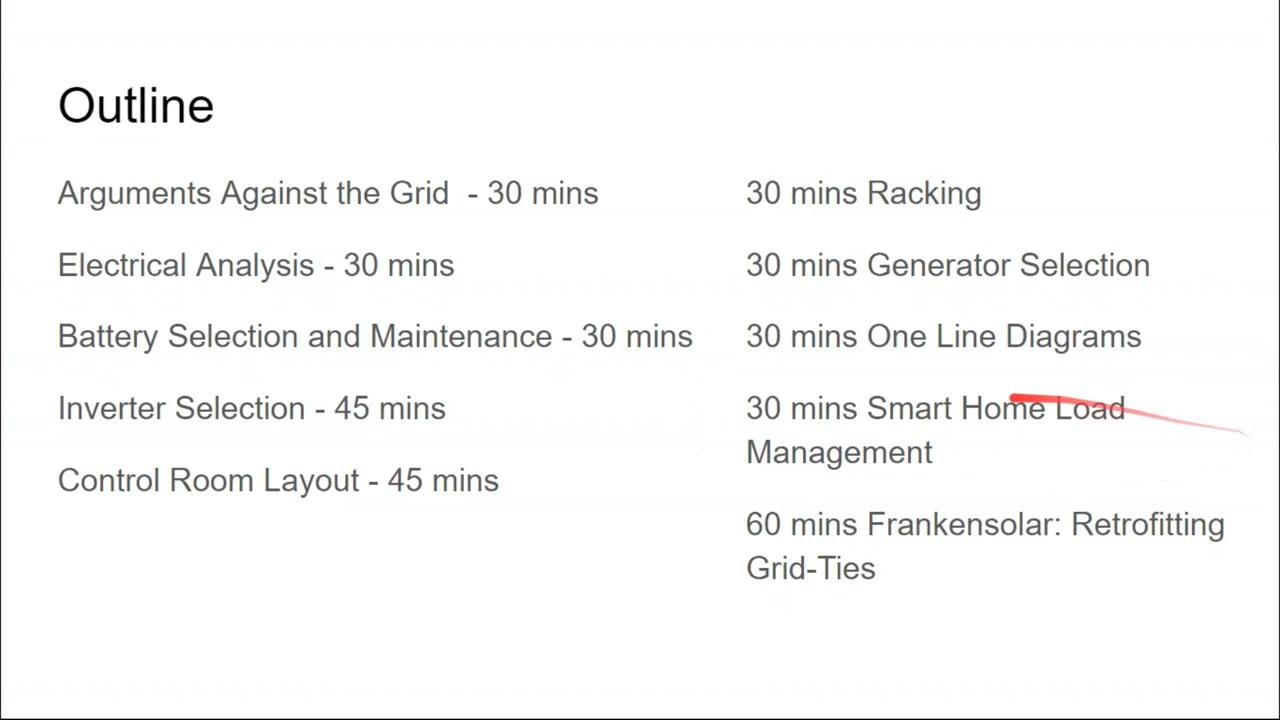 Outline
Arguments Against the Grid - 30 mins
Electrical Analysis - 30 mins
Battery Selection and Maintenance - 30 mins
Inverter Selection - 45 mins
Control Room Layout - 45 mins
30 mins Racking
30 mins Generator Selection
30 mins One Line Diagrams
30 mins Smart Home Load
Management
60 mins Frankensolar: Retrofitting
Grid-Ties